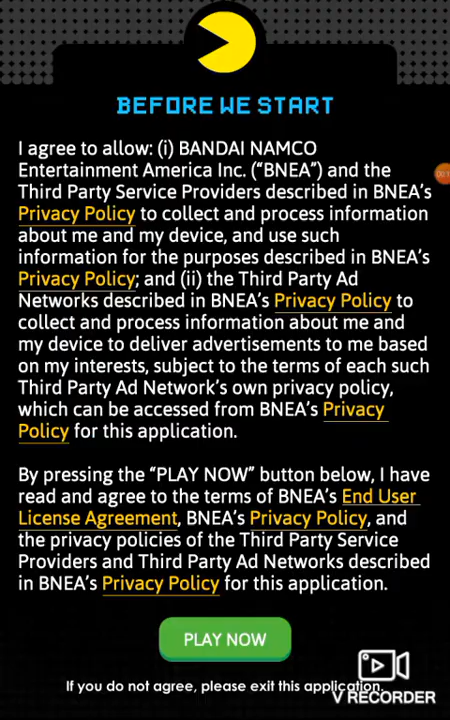 BEFORE WE START
I agree to allow: (i) BANDAI NAMCO
Entertainment America Inc. (“BNEA”) and the
Third Party Service Providers described in BNEA’s
Privacy Policy to collect and process information
about me and my device, and use such
information for the purposes described in BNEA’s
Privacy Policy; and (ii) the Third Party Ad
Networks described in BNEA’s Privacy Policy to
collect and process information about me and
my device to deliver advertisements to me based
on my interests, subject to the terms of each such
Third Party Ad Network’s own privacy policy,
which can be accessed from BNEA’s Privacy
Policy for this application.
By pressing the “PLAY NOW” button below, I have
read and agree to the terms of BNEA’s End User
License Agreement, BNEA’s Privacy Policy, and
the privacy policies of the Third Party Service
Providers and Third Party Ad Networks described
in BNEA’s Privacy Policy for this application.
PLAY NOW
If you do not agree, please exit this application.
V RECORDER